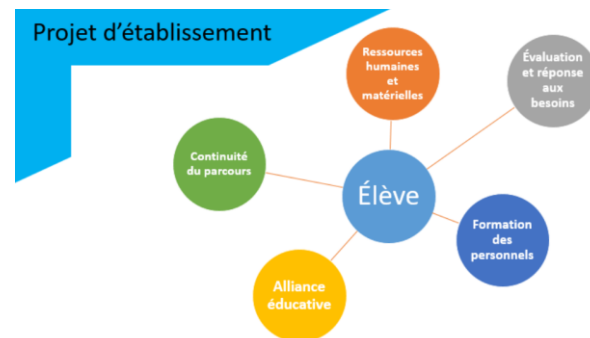 Projet d'établissement
Ressources
humaines
et
matérielles
Évaluation
et réponse
aux
besoins
Continuité
du parcours
Élève
Formation
des
personnels
Alliance
éducative